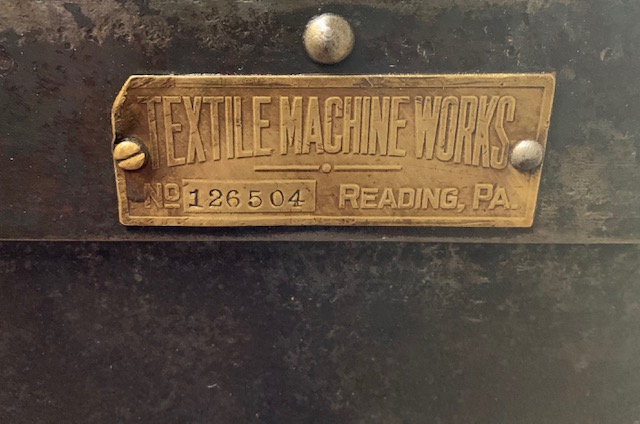 TEXTILE MACHINE WORKS
NO 126504 READING, PA.